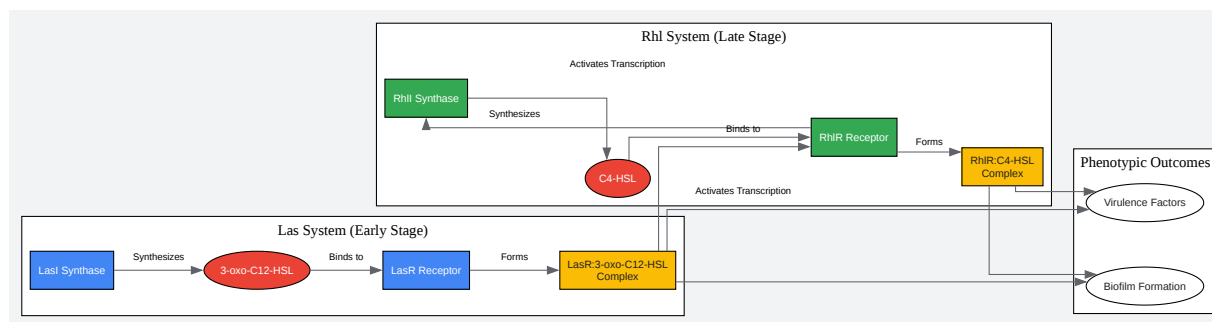 Rhl System (Late Stage)
Activates Transcription
RhlI Synthase
Synthesizes
Binds to
RhlR Receptor
Forms
RhlR:C4-HSL
Complex
C4-HSL
Activates Transcription
Phenotypic Outcomes
Virulence Factors
Biofilm Formation
Las System (Early Stage)
LasI Synthase
Synthesizes
3-oxo-C12-HSL
Binds to
LasR Receptor
Forms
LasR:3-oxo-C12-HSL
Complex